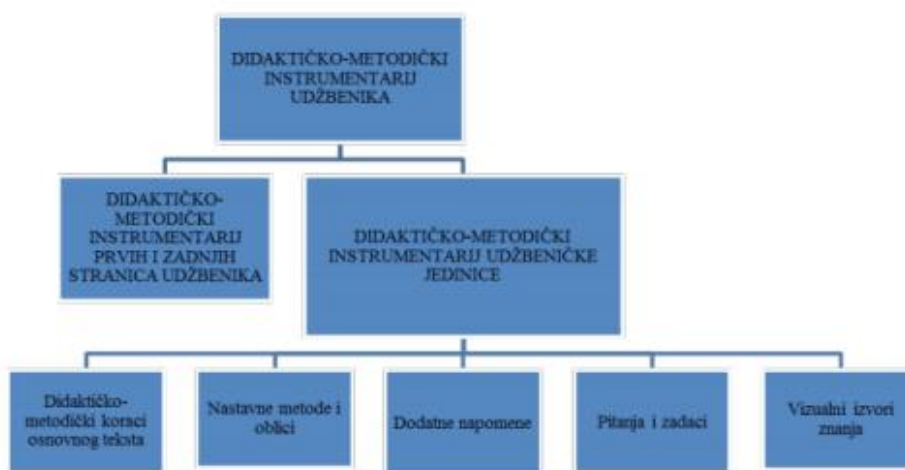 DIDAKTIČKO-METODIČKI
INSTRUMENTARIJ
UDŽBENIKA
DIDAKTIČKO-
METODIČKI
INSTRUMENTARIJ
PRVIH I ZADNJIH
STRANICA UDŽBENIKA
DIDAKTIČKO-METODIČKI
INSTRUMENTARIJ UDŽBENIČKE
JEDINICE
Didaktičko-
metodički koraci
osnovnog teksta
Nastavne metode i
oblici
Dodatne napomene
Pitanja i zadaci
Vizualni izvori
znanja